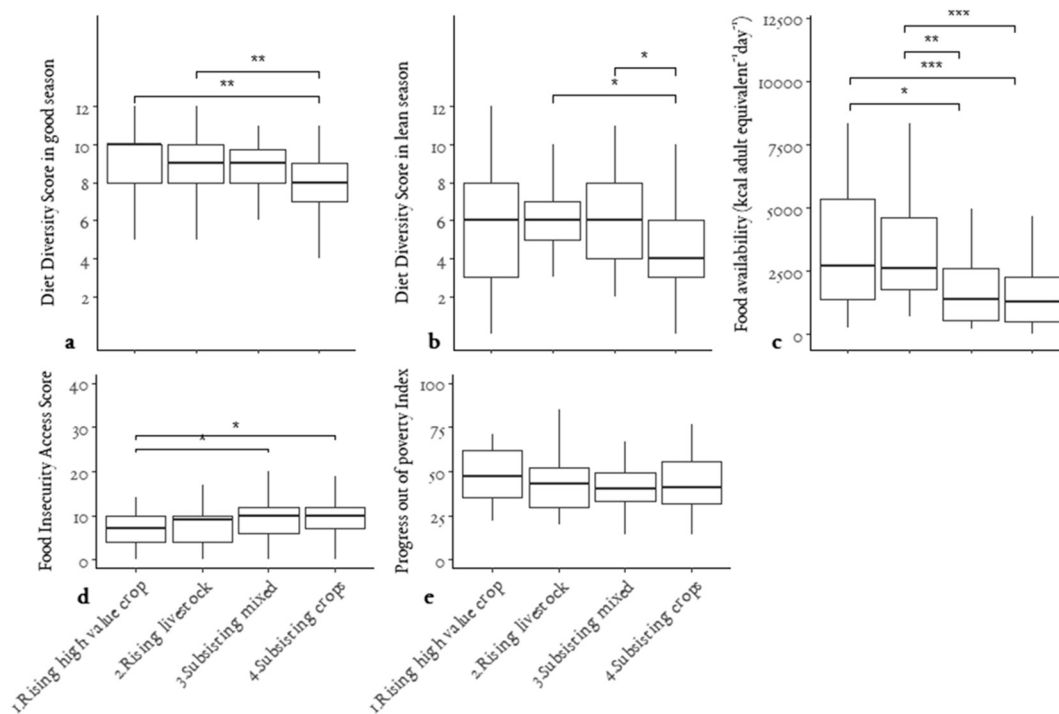 Diet Diversity Score in good season
12
10
8
6
4
2
**
**
a
Diet Diversity Score in lean season
12
10
8
6
4
2
*
*
b
Food availability (kcal adult equivalent⁻¹day⁻¹)
12500
10000
7500
5000
2500
0
***
**
***
*
c
Food Insecurity Access Score
40
30
20
10
0
*
*
d
1.Rising high value crop
2.Rising livestock
3.Subsisting mixed
4.Subsisting crops
Progress out of poverty Index
100
75
50
25
0
e
1.Rising high value crop
2.Rising livestock
3.Subsisting mixed
4.Subsisting crops